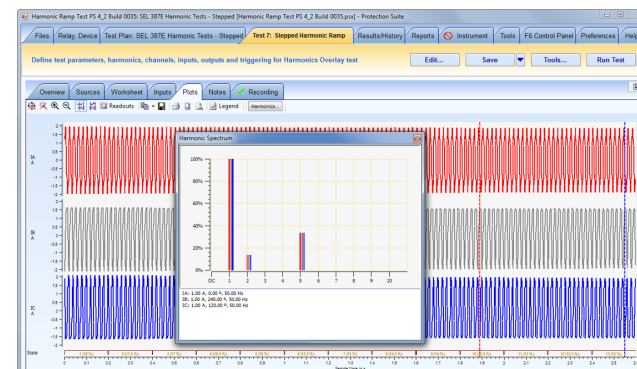 Harmonic Ramp Test PS 4_2 Build 0035: SEL 387E Harmonic Tests - Stepped [Harmonic Ramp Test PS 4_2 Build 0035.psx] - Protection Suite
Files Relay, Device Test Plan: SEL 387E Harmonic Tests - Stepped Test 7: Stepped Harmonic Ramp Results/History Reports Instrument Tools F6 Control Panel Preferences Help
Define test parameters, harmonics, channels, inputs, outputs and triggering for Harmonics Overlay test Edit... Save Tools... Run Test
Overview Sources Worksheet Inputs Plots Notes Recording
Readouts Legend Harmonics...
Harmonic Spectrum
100%
80%
60%
40%
20%
0%
DC 1 2 3 4 5 6 7 8 9 10
IA: 1.00 A, 0.00 º, 50.00 Hz
IB: 1.00 A, 240.00 º, 50.00 Hz
IC: 1.00 A, 120.00 º, 50.00 Hz
IA
A
IB
A
IC
A
State